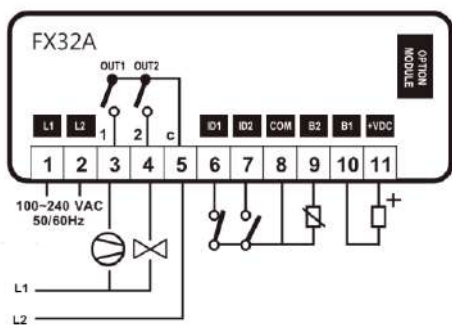 FX32A
OPTION MODULE
OUT1 OUT2
L1 L2 1 2 C ID1 ID2 COM B2 B1 +VDC
1 2 3 4 5 6 7 8 9 10 11
100~240 VAC
50/60Hz
+
L1
L2